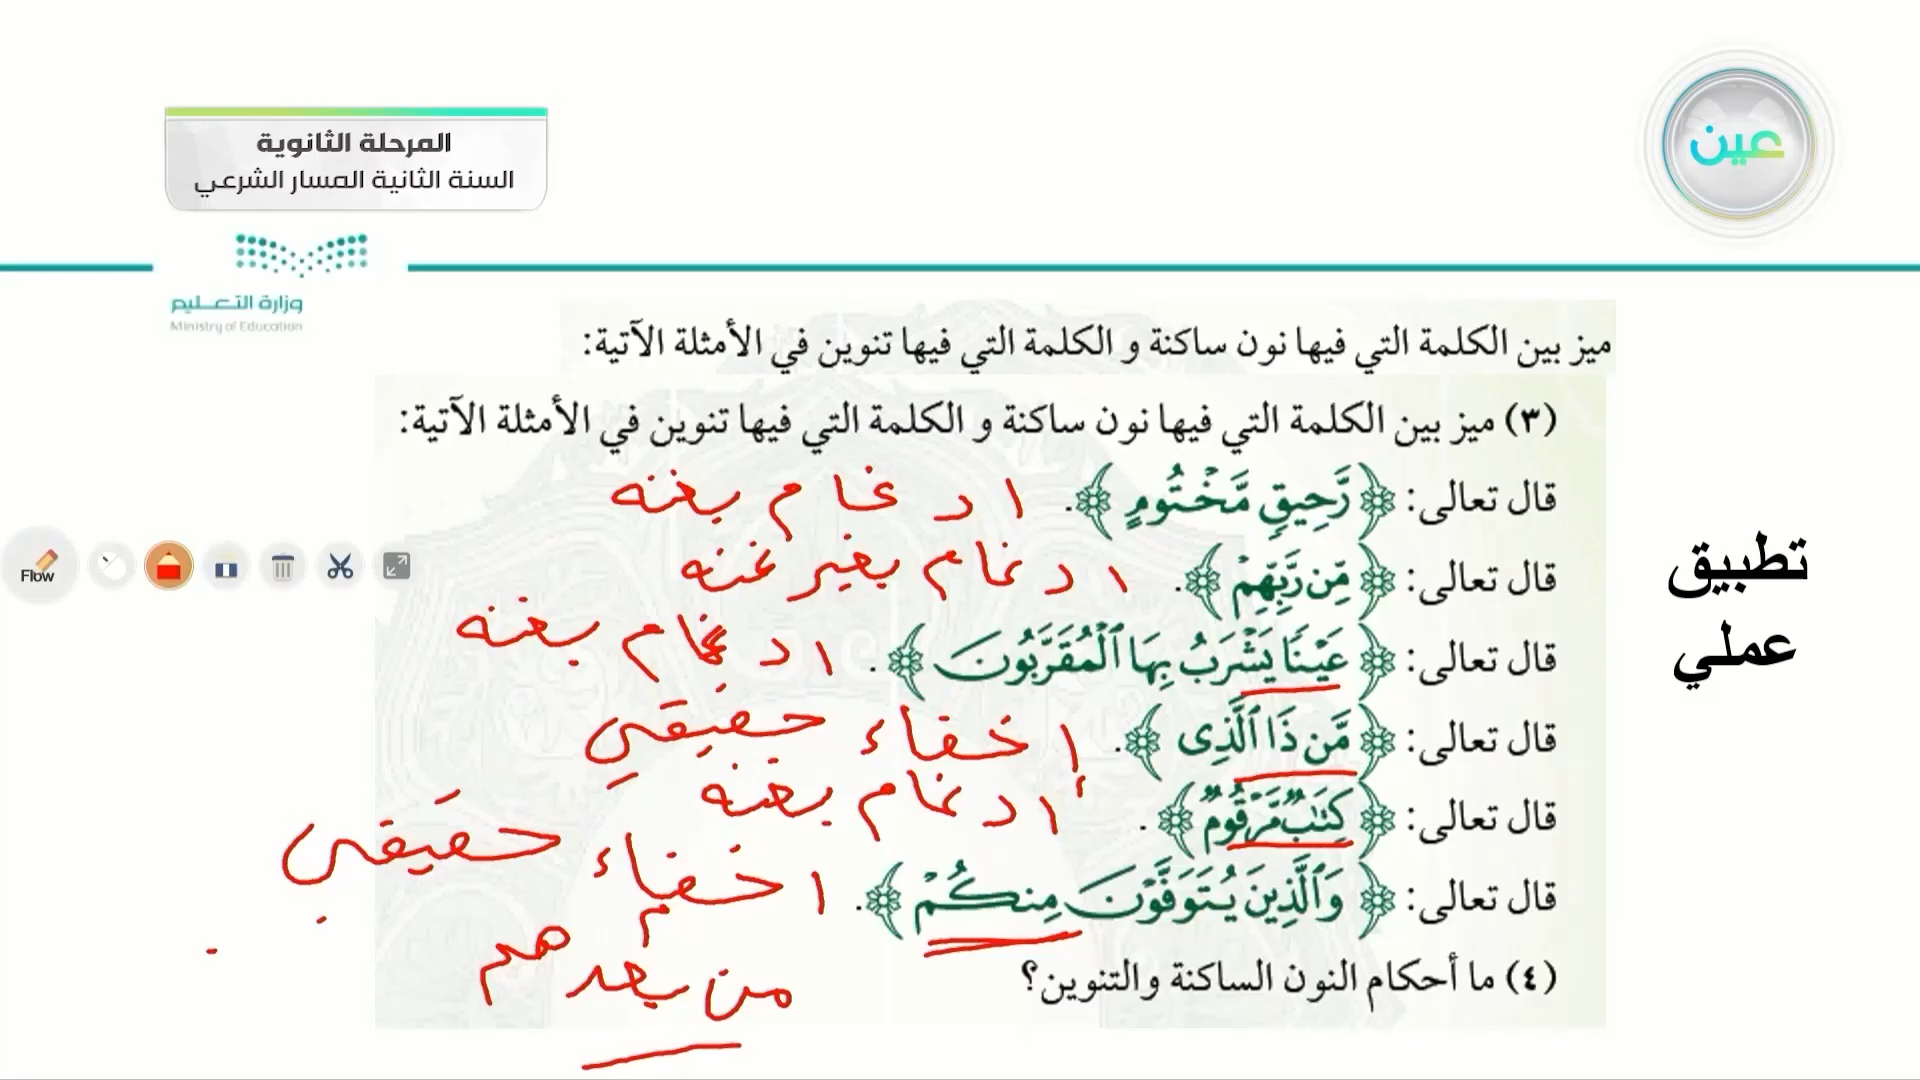 المرحلة الثانوية
السنة الثانية المسار الشرعي
عين
وزارة التعليم
Ministry of Education
ميز بين الكلمة التي فيها نون ساكنة و الكلمة التي فيها تنوين في الأمثلة الآتية:
(٣) ميز بين الكلمة التي فيها نون ساكنة و الكلمة التي فيها تنوين في الأمثلة الآتية:
قال تعالى: ﴿رَّحِيقٖ مَّخۡتُومٍ﴾. ادغام بغنه
قال تعالى: ﴿مِّن رَّبِّهِمۡ﴾. ادغام بغير غنه
قال تعالى: ﴿عَيۡنٗا يَشۡرَبُ بِهَا ٱلۡمُقَرَّبُونَ﴾. ادغام بغنه
قال تعالى: ﴿مَّن ذَا ٱلَّذِي﴾. إخفاء حقيقي
قال تعالى: ﴿كِتَٰبٞ مَّرۡقُومٞ﴾. ادغام بغنه
قال تعالى: ﴿وَٱلَّذِينَ يُتَوَفَّوۡنَ مِنكُمۡ﴾. اخفاء حقيقي
م
من بعدهم
(٤) ما أحكام النون الساكنة والتنوين؟
تطبيق
عملي
Flow